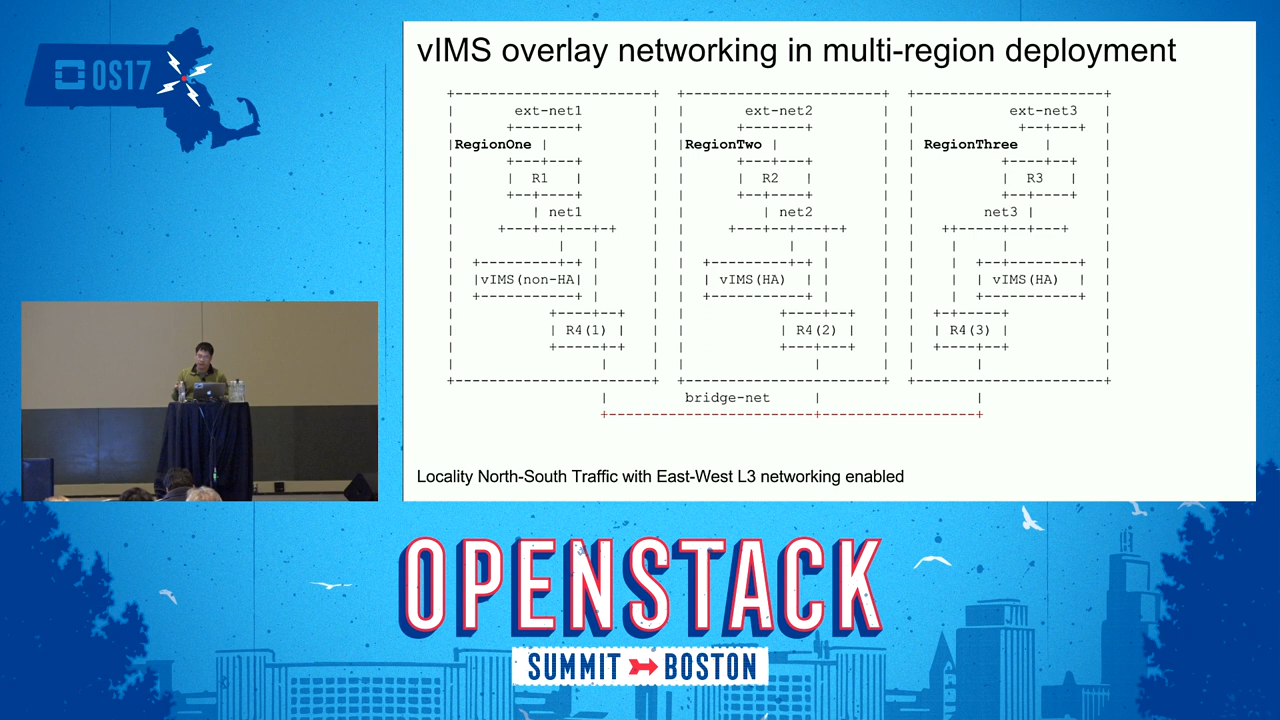 OS17
vIMS overlay networking in multi-region deployment
ext-net1 ext-net2 ext-net3
RegionOne RegionTwo RegionThree
R1 R2 R3
net1 net2 net3
vIMS(non-HA) vIMS(HA) vIMS(HA)
R4(1) R4(2) R4(3)
bridge-net
Locality North-South Traffic with East-West L3 networking enabled
OPENSTACK
SUMMIT BOSTON